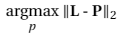 argmax ‖L - P‖₂
p